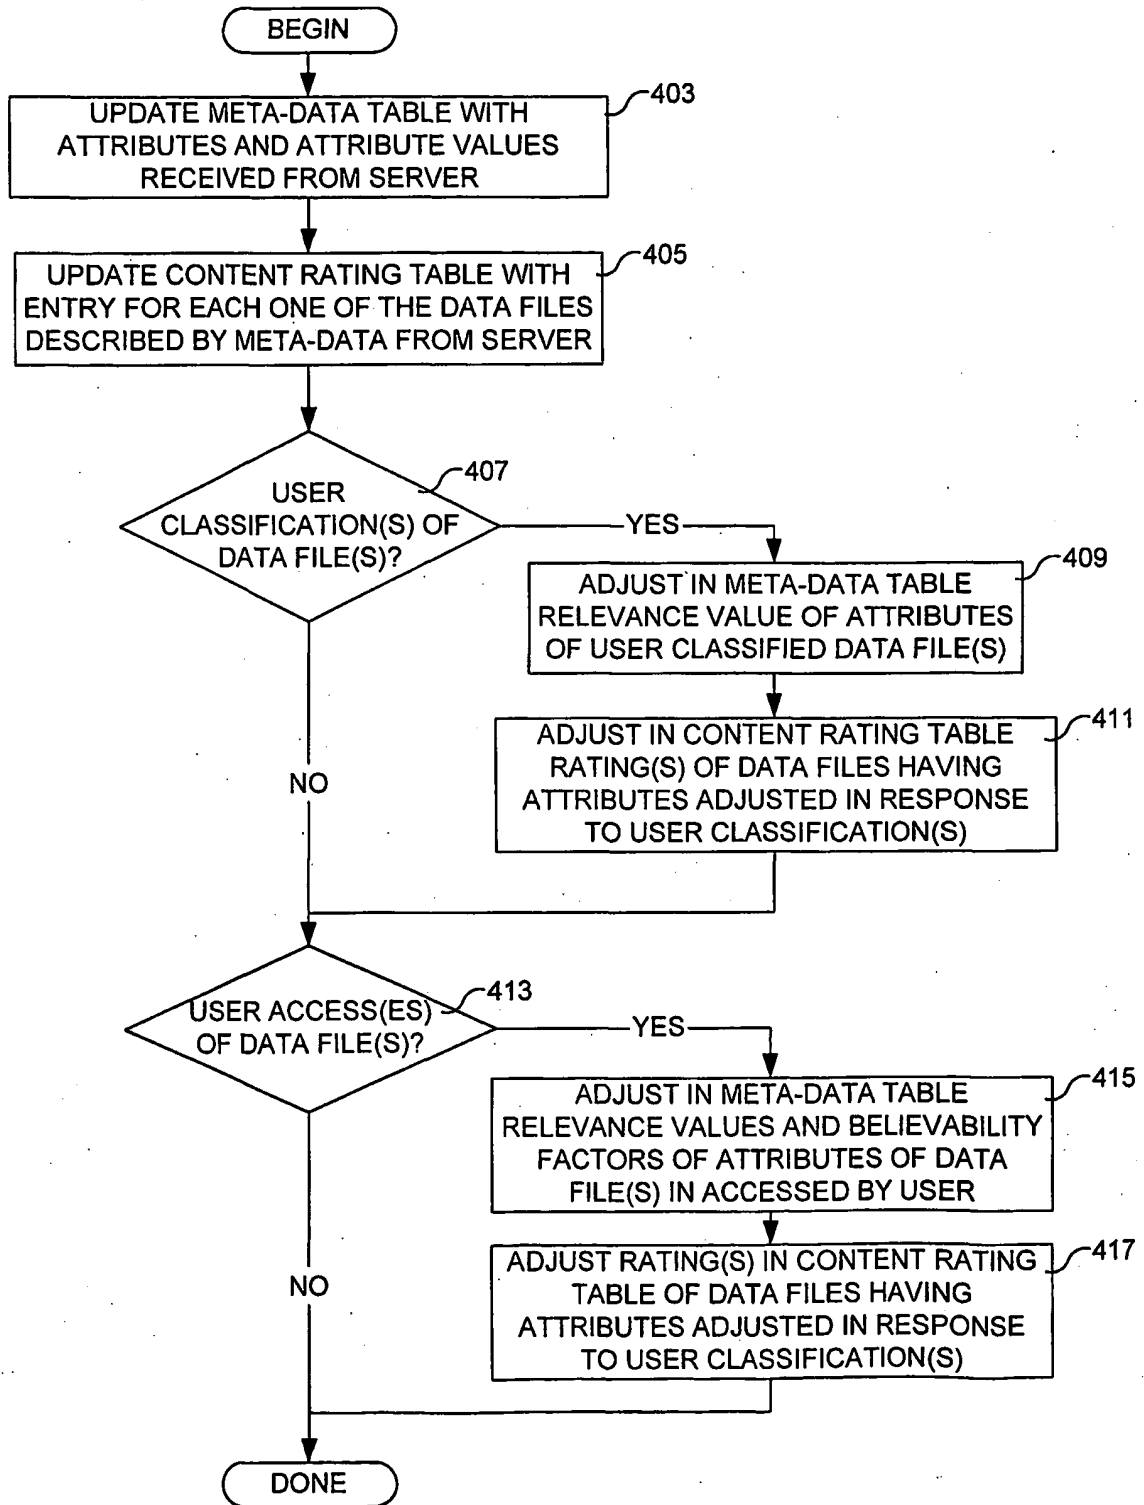 BEGIN
403
UPDATE META-DATA TABLE WITH
ATTRIBUTES AND ATTRIBUTE VALUES
RECEIVED FROM SERVER
405
UPDATE CONTENT RATING TABLE WITH
ENTRY FOR EACH ONE OF THE DATA FILES
DESCRIBED BY META-DATA FROM SERVER
407
USER
CLASSIFICATION(S) OF
DATA FILE(S)?
YES
409
ADJUST IN META-DATA TABLE
RELEVANCE VALUE OF ATTRIBUTES
OF USER CLASSIFIED DATA FILE(S)
411
ADJUST IN CONTENT RATING TABLE
RATING(S) OF DATA FILES HAVING
ATTRIBUTES ADJUSTED IN RESPONSE
TO USER CLASSIFICATION(S)
NO
413
USER ACCESS(ES)
OF DATA FILE(S)?
YES
415
ADJUST IN META-DATA TABLE
RELEVANCE VALUES AND BELIEVABILITY
FACTORS OF ATTRIBUTES OF DATA
FILE(S) IN ACCESSED BY USER
417
ADJUST RATING(S) IN CONTENT RATING
TABLE OF DATA FILES HAVING
ATTRIBUTES ADJUSTED IN RESPONSE
TO USER CLASSIFICATION(S)
NO
DONE